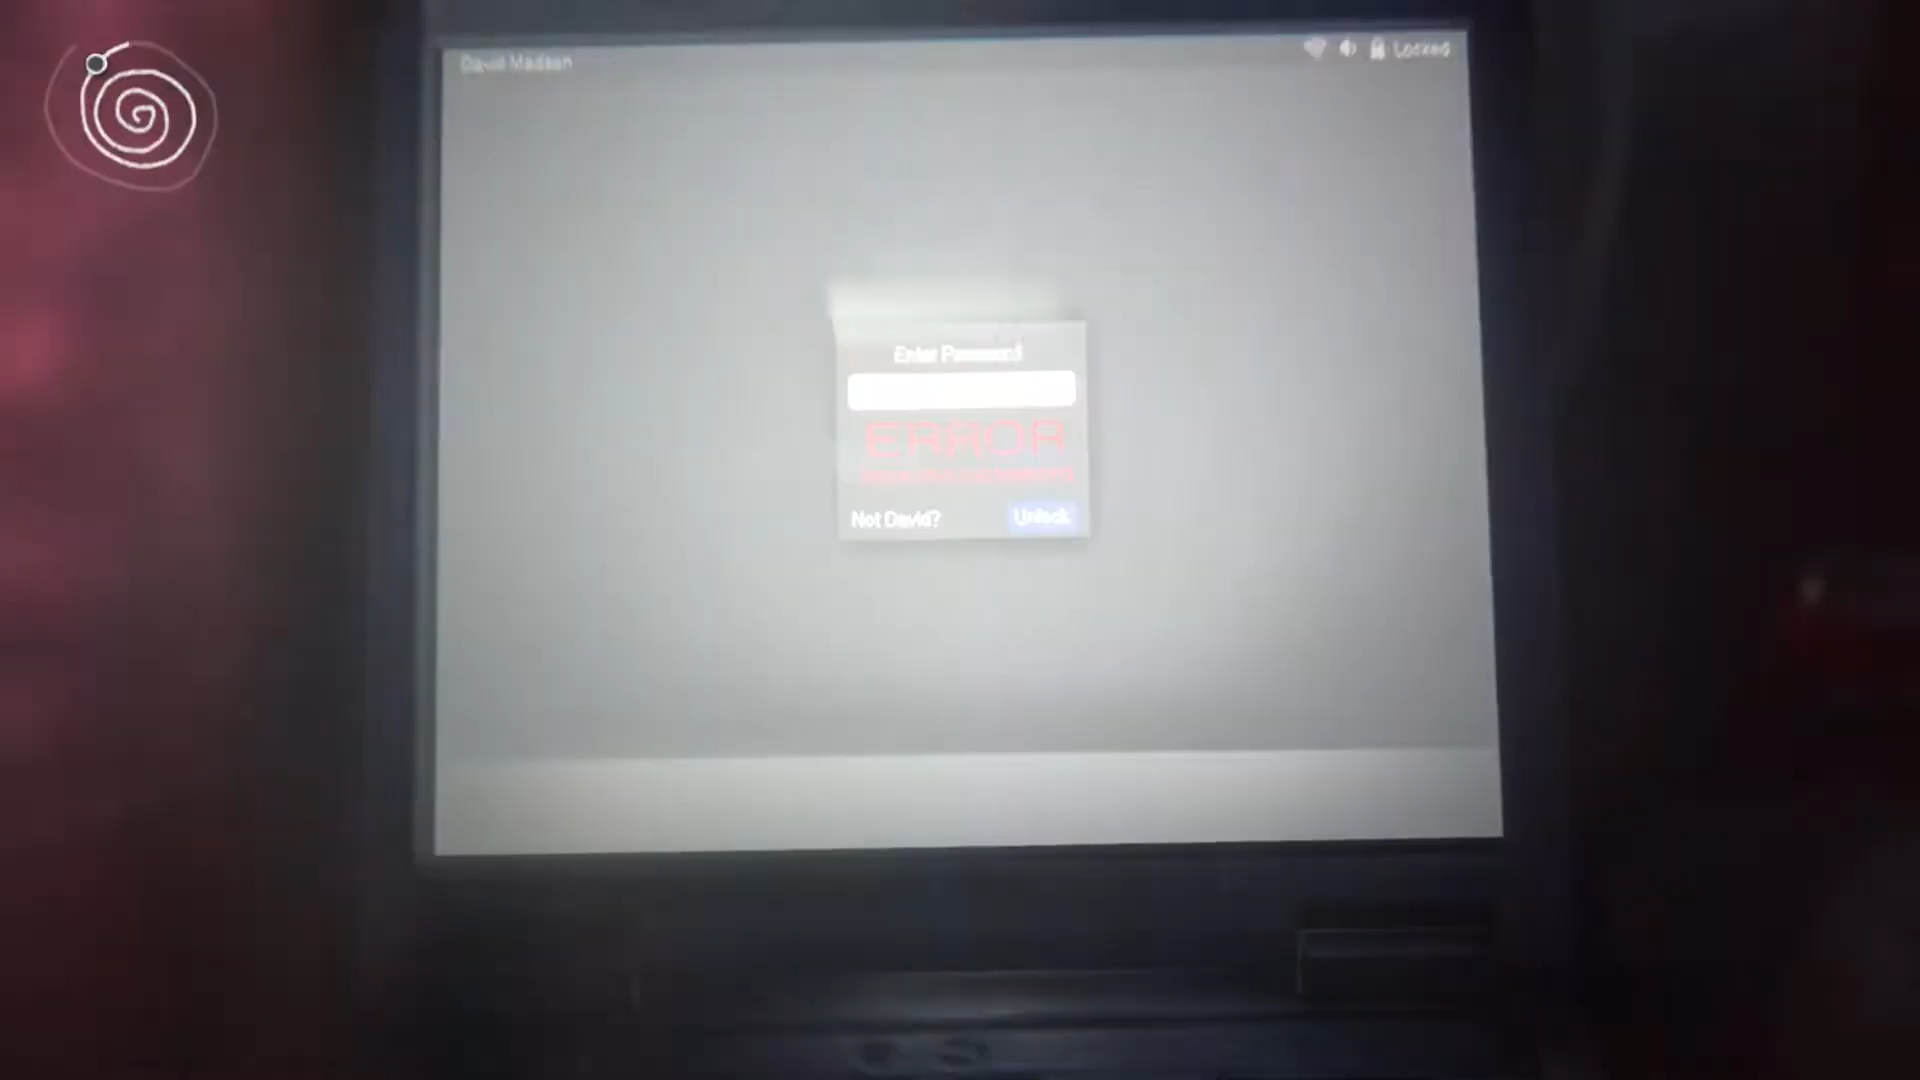 David Madsen
Locked
Enter Password
ERROR
Not David?
Unlock